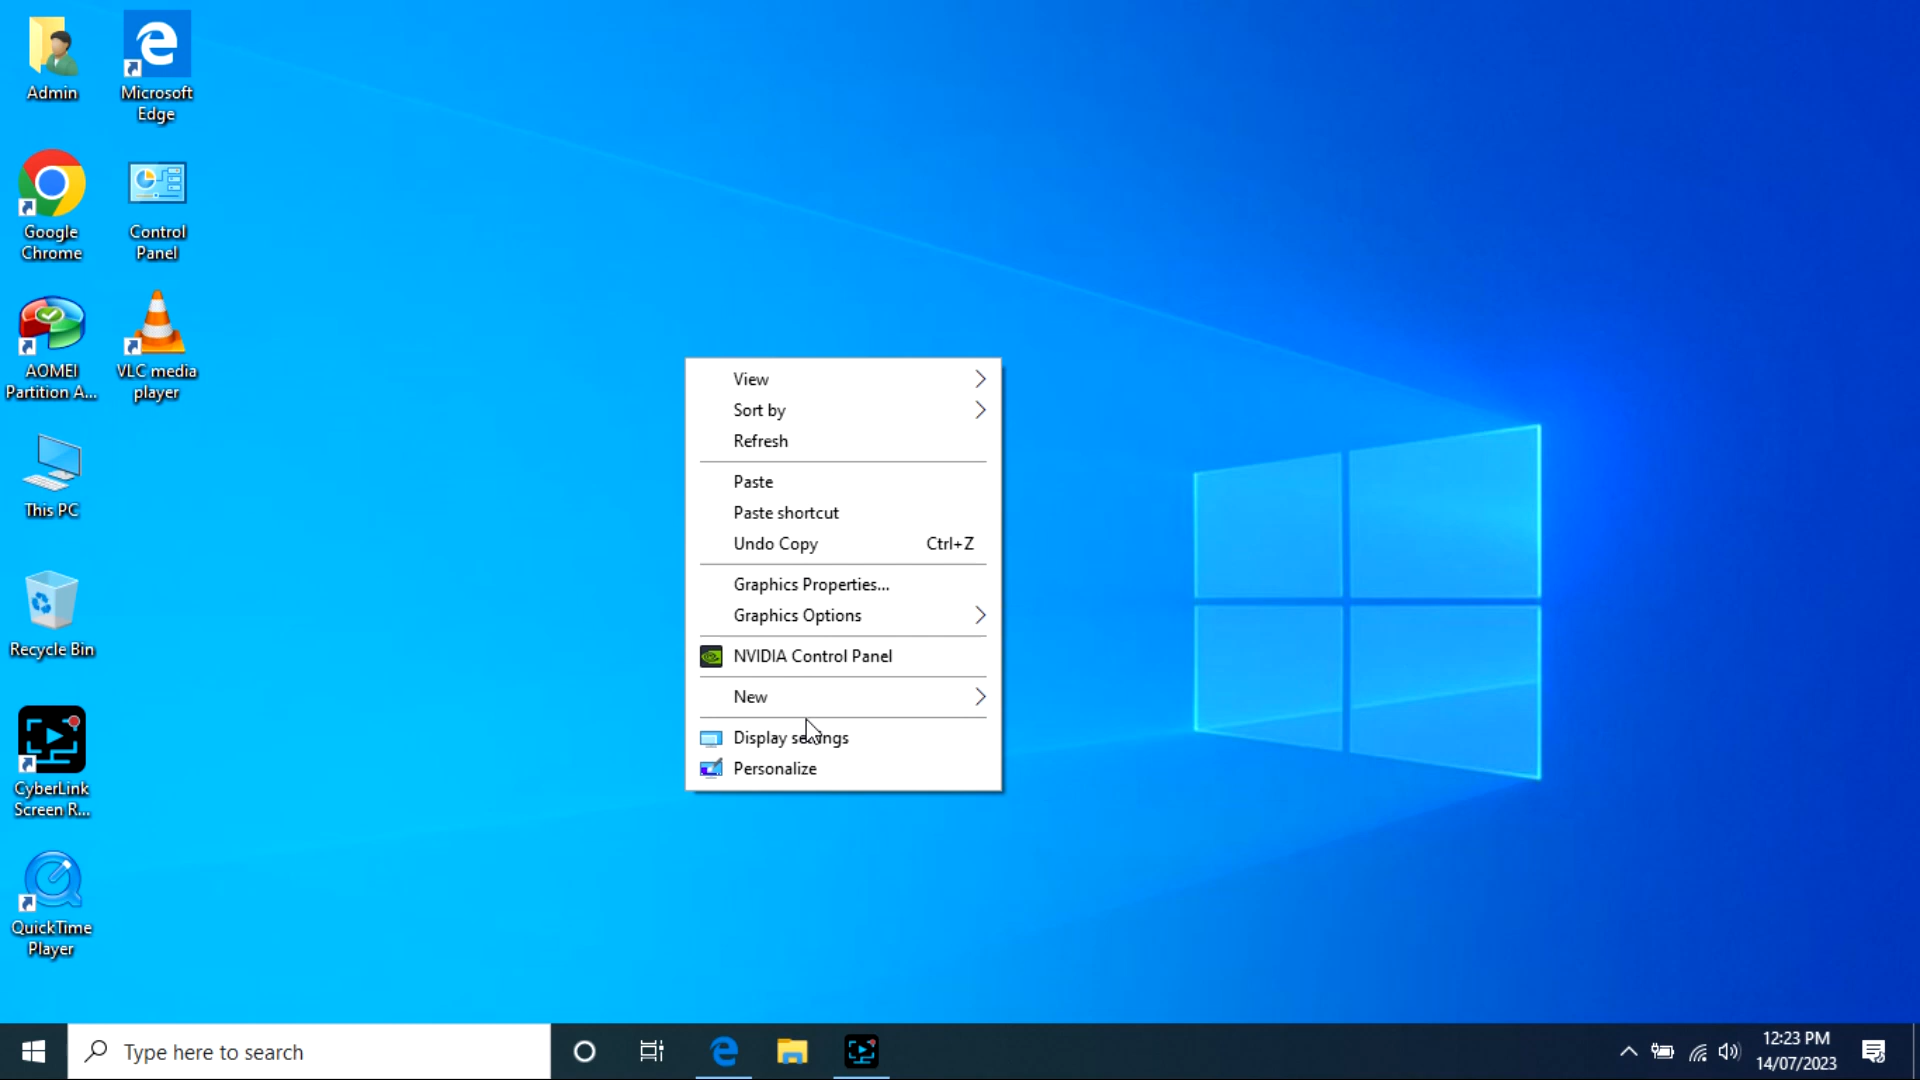 Admin
Microsoft
Edge
Google
Chrome
Control
Panel
AOMEI
Partition A...
VLC media
player
This PC
Recycle Bin
CyberLink
Screen R...
QuickTime
Player
View
Sort by
Refresh
Paste
Paste shortcut
Undo Copy Ctrl+Z
Graphics Properties...
Graphics Options
NVIDIA Control Panel
New
Display settings
Personalize
Type here to search
12:23 PM
14/07/2023